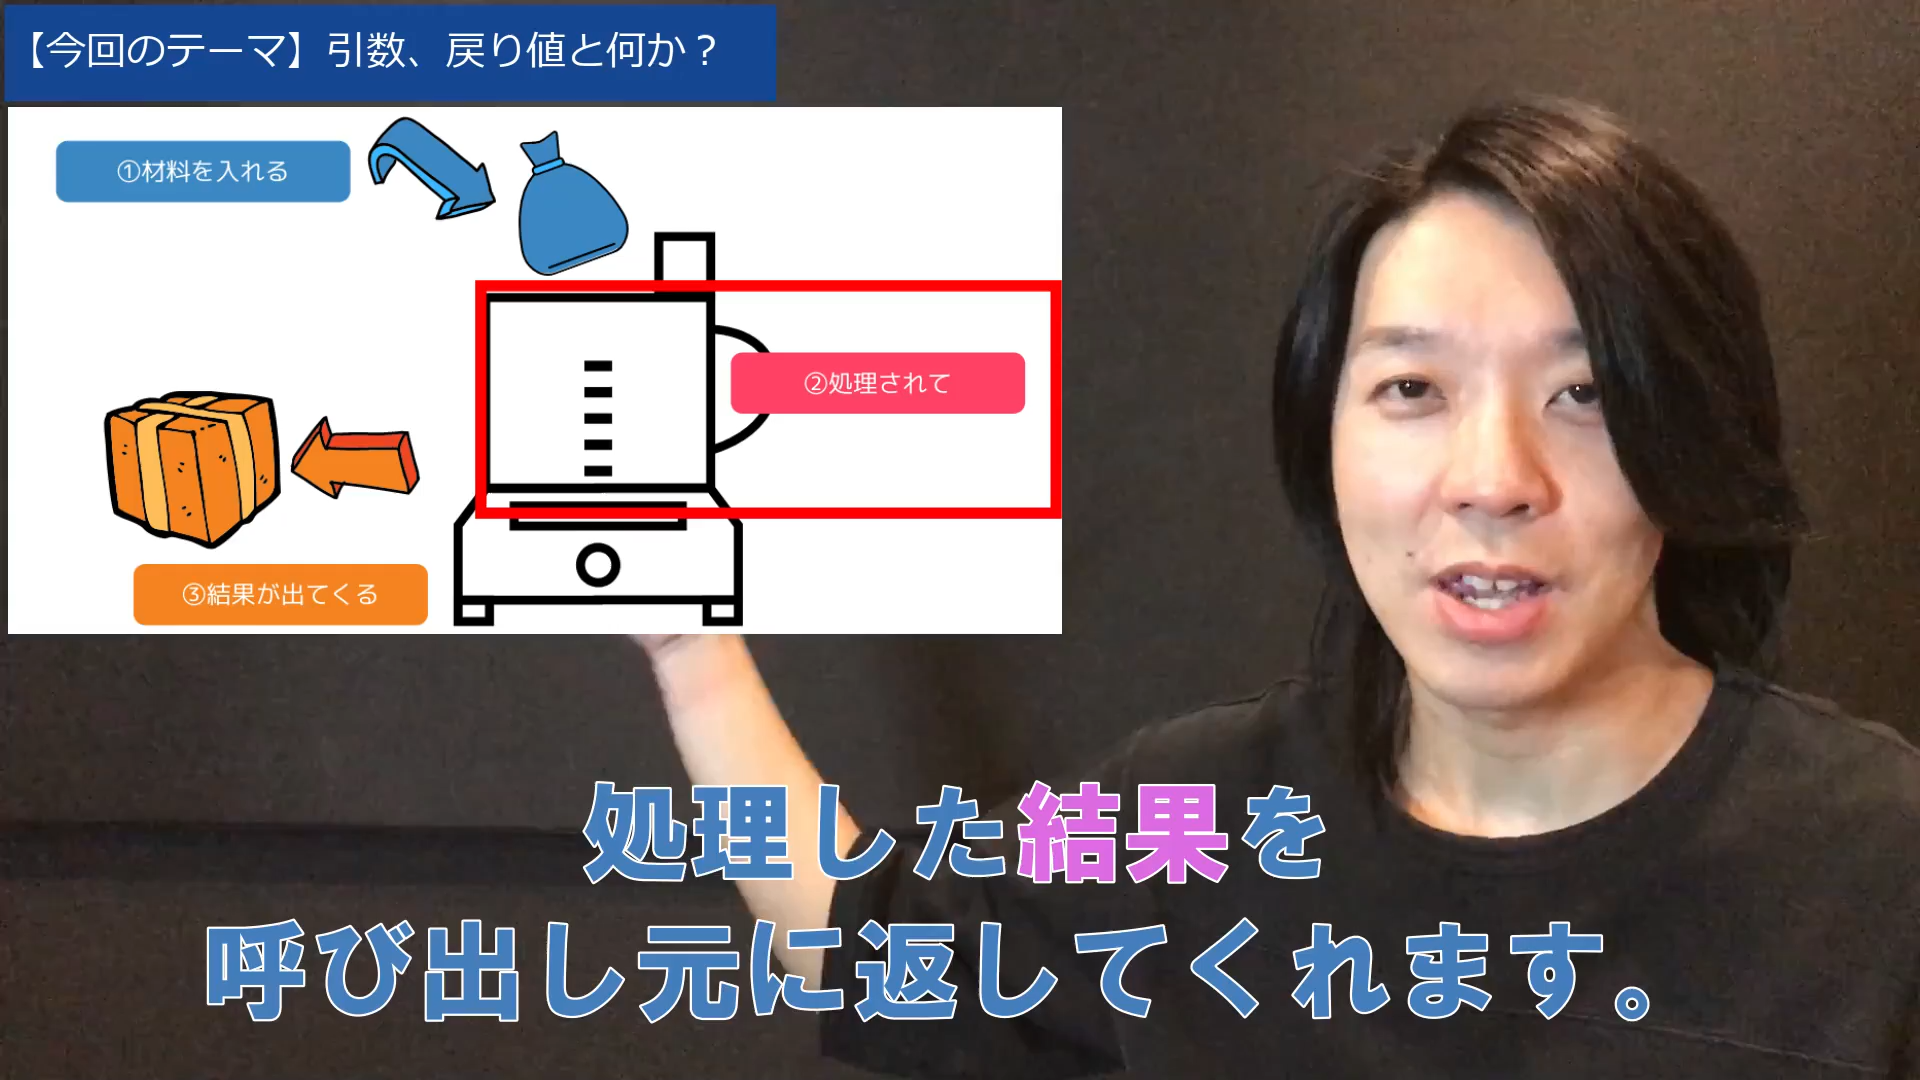 【今回のテーマ】引数、戻り値と何か？
①材料を入れる
②処理されて
③結果が出てくる
処理した結果を
呼び出し元に返してくれます。